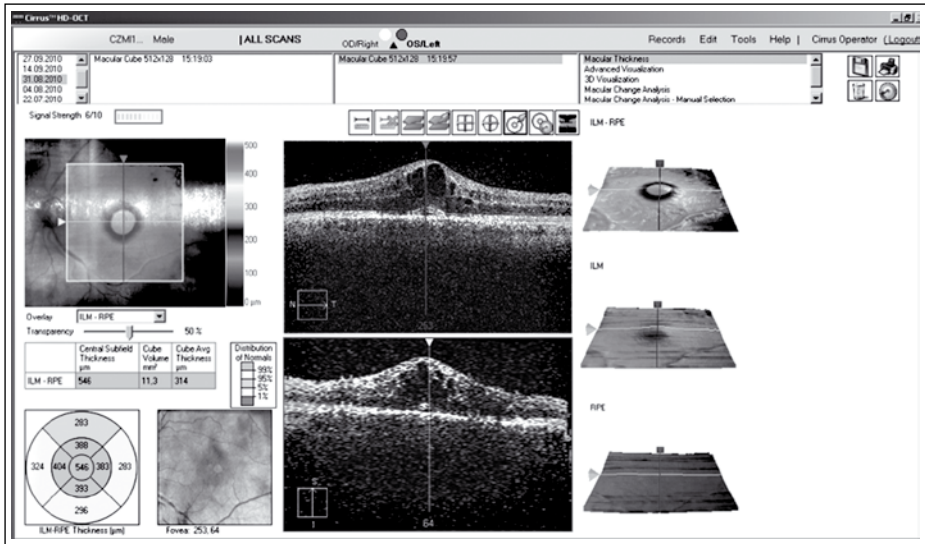 Cirrus™ HD-OCT
CZMI1... Male | ALL SCANS OD/Right OS/Left Records Edit Tools Help | Cirrus Operator (Logout
27.09.2010
14.09.2010
31.08.2010
04.08.2010
22.07.2010
Macular Cube 512x128 15:19:03
Macular Cube 512x128 15:19:57
Macular Thickness
Advanced Visualization
3D Visualization
Macular Change Analysis
Macular Change Analysis - Manual Selection
Signal Strength 6/10
500
400
300
200
100
0 µm
Overlay ILM - RPE
Transparency 50 %
Central Subfield Thickness µm
Cube Volume mm³
Cube Avg Thickness µm
ILM - RPE 546 11,3 314
Distribution of Normals
99%
95%
5%
1%
283
388
324 404 546 383 283
393
296
ILM-RPE Thickness (µm)
Fovea: 253, 64
N T
253
S
I
64
ILM - RPE
ILM
RPE